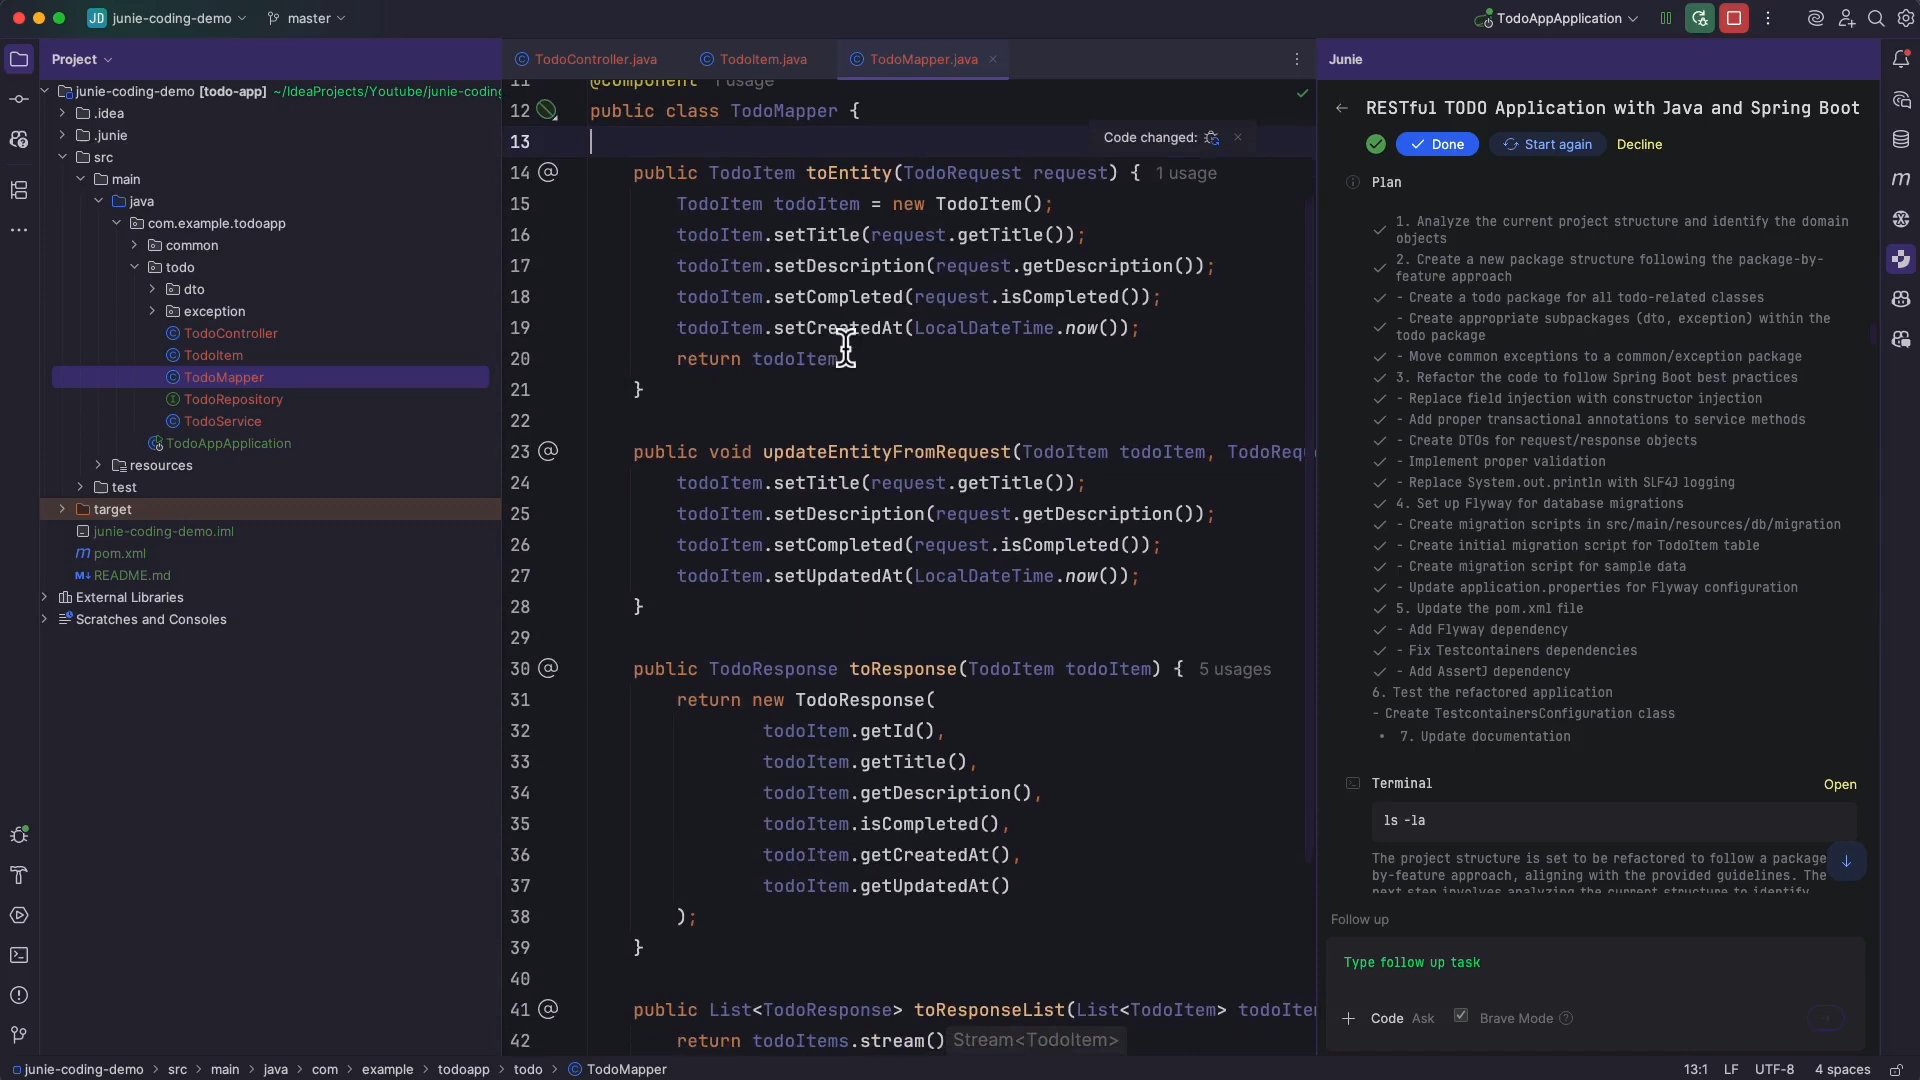 JD junie-coding-demo master TodoAppApplication
Project
junie-coding-demo [todo-app] ~/IdeaProjects/Youtube/junie-coding
.idea
.junie
src
main
java
com.example.todoapp
common
todo
dto
exception
TodoController
TodoItem
TodoMapper
TodoRepository
TodoService
TodoAppApplication
resources
test
target
junie-coding-demo.iml
pom.xml
README.md
External Libraries
Scratches and Consoles
TodoController.java TodoItem.java TodoMapper.java
11 @Component 1 usage
12 public class TodoMapper {
13
Code changed:
14 public TodoItem toEntity(TodoRequest request) { 1 usage
15 TodoItem todoItem = new TodoItem();
16 todoItem.setTitle(request.getTitle());
17 todoItem.setDescription(request.getDescription());
18 todoItem.setCompleted(request.isCompleted());
19 todoItem.setCreatedAt(LocalDateTime.now());
20 return todoItem
21 }
22
23 public void updateEntityFromRequest(TodoItem todoItem, TodoRequ
24 todoItem.setTitle(request.getTitle());
25 todoItem.setDescription(request.getDescription());
26 todoItem.setCompleted(request.isCompleted());
27 todoItem.setUpdatedAt(LocalDateTime.now());
28 }
29
30 public TodoResponse toResponse(TodoItem todoItem) { 5 usages
31 return new TodoResponse(
32 todoItem.getId(),
33 todoItem.getTitle(),
34 todoItem.getDescription(),
35 todoItem.isCompleted(),
36 todoItem.getCreatedAt(),
37 todoItem.getUpdatedAt()
38 );
39 }
40
41 public List<TodoResponse> toResponseList(List<TodoItem> todoIte
42 return todoItems.stream() Stream<TodoItem>
Junie
RESTful TODO Application with Java and Spring Boot
Done Start again Decline
Plan
1. Analyze the current project structure and identify the domain
objects
2. Create a new package structure following the package-by-
feature approach
- Create a todo package for all todo-related classes
- Create appropriate subpackages (dto, exception) within the
todo package
- Move common exceptions to a common/exception package
3. Refactor the code to follow Spring Boot best practices
- Replace field injection with constructor injection
- Add proper transactional annotations to service methods
- Create DTOs for request/response objects
- Implement proper validation
- Replace System.out.println with SLF4J logging
4. Set up Flyway for database migrations
- Create migration scripts in src/main/resources/db/migration
- Create initial migration script for TodoItem table
- Create migration script for sample data
- Update application.properties for Flyway configuration
5. Update the pom.xml file
- Add Flyway dependency
- Fix Testcontainers dependencies
- Add AssertJ dependency
6. Test the refactored application
- Create TestcontainersConfiguration class
• 7. Update documentation
Terminal Open
ls -la
The project structure is set to be refactored to follow a package
by-feature approach, aligning with the provided guidelines. The
next step involves analyzing the current structure to identify
Follow up
Type follow up task
Code Ask Brave Mode
junie-coding-demo > src > main > java > com > example > todoapp > todo > TodoMapper 13:1 LF UTF-8 4 spaces